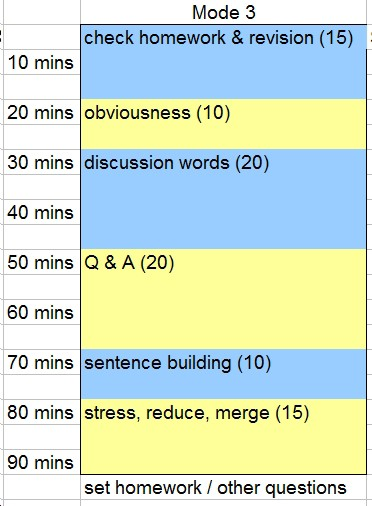 Mode 3
check homework & revision (15)
10 mins
20 mins obviousness (10)
30 mins discussion words (20)
40 mins
50 mins Q & A (20)
60 mins
70 mins sentence building (10)
80 mins stress, reduce, merge (15)
90 mins
set homework / other questions